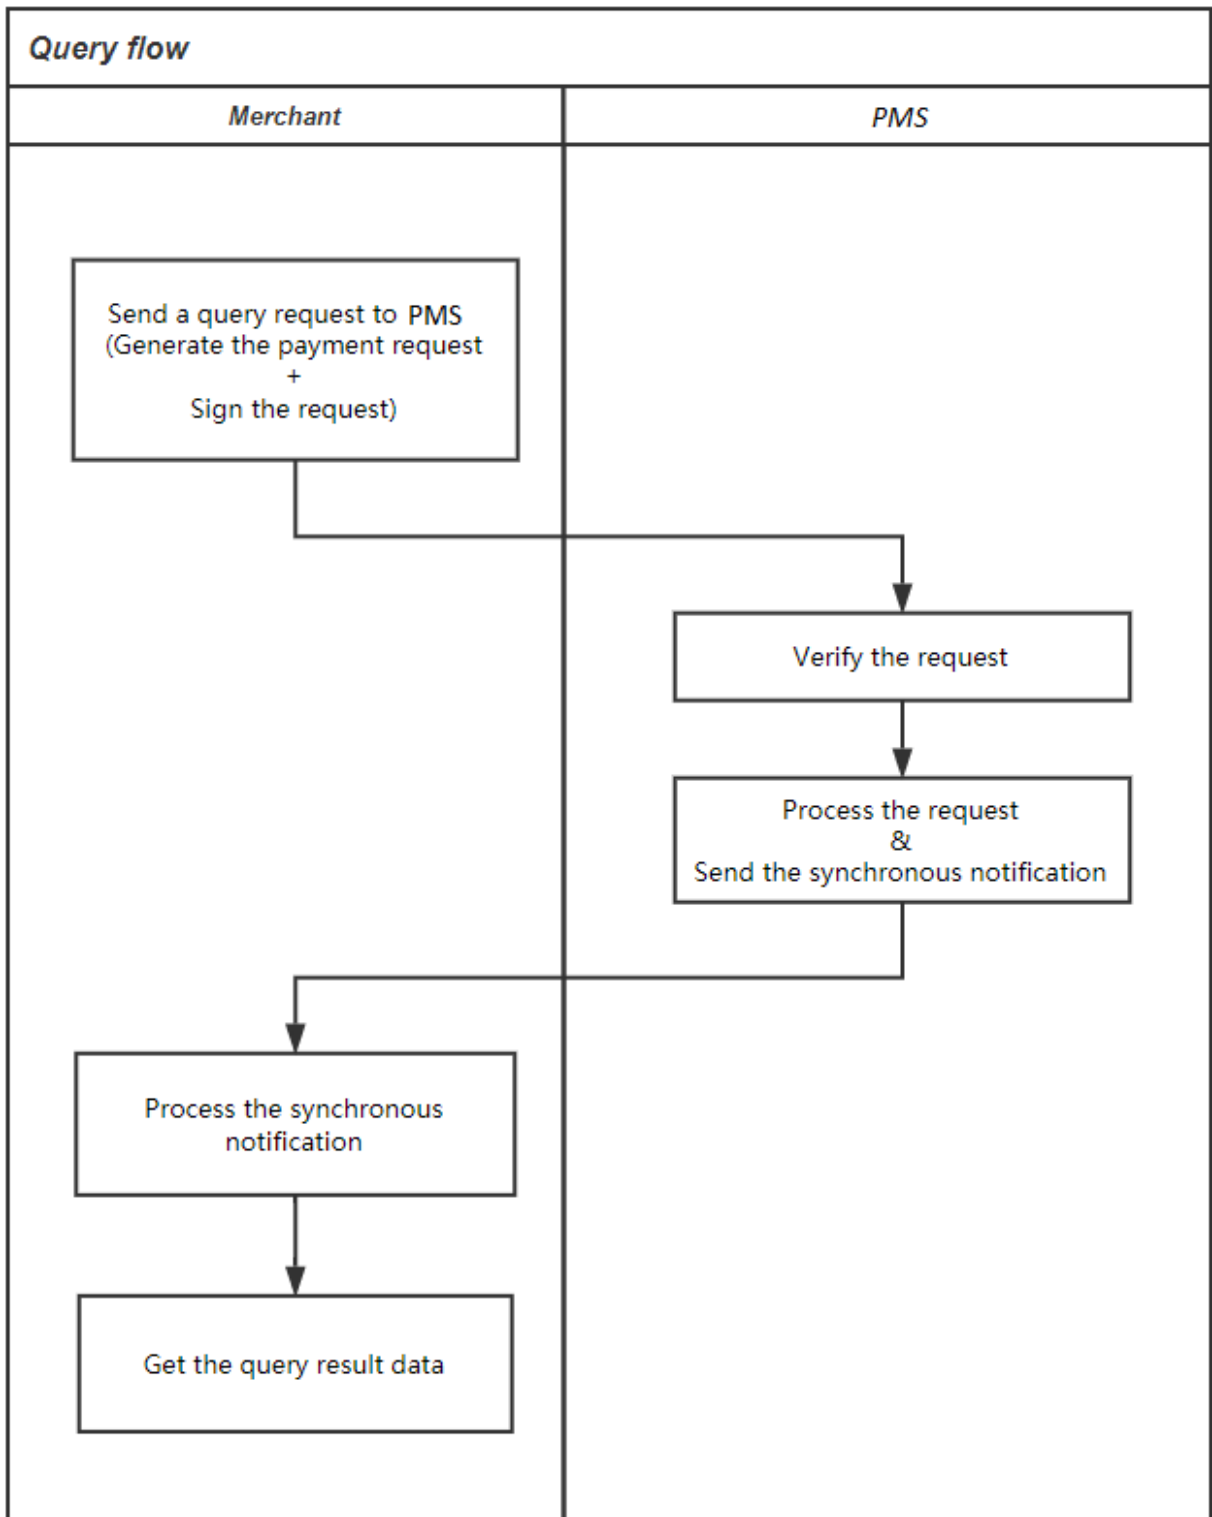 Query flow
Merchant
PMS
Send a query request to PMS
(Generate the payment request
+
Sign the request)
Verify the request
Process the request
&
Send the synchronous notification
Process the synchronous
notification
Get the query result data